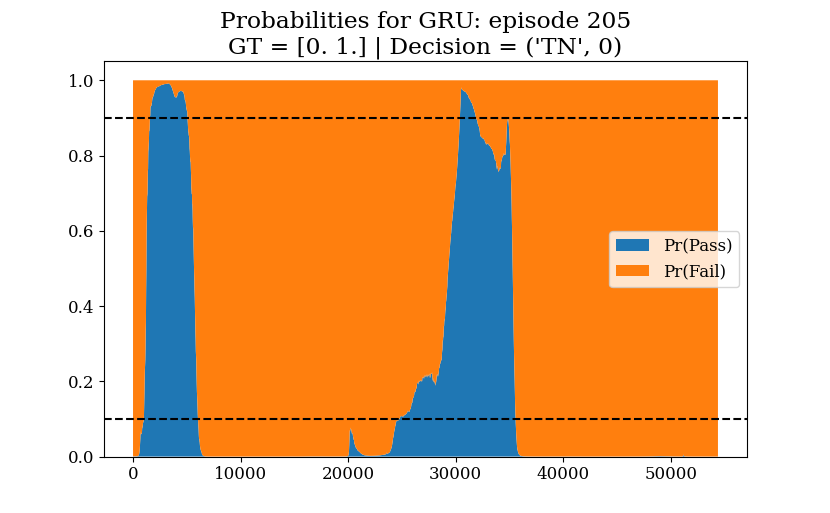 Probabilities for GRU: episode 205
GT = [0. 1.] | Decision = ('TN', 0)
1.0
0.8
0.6
0.4
0.2
0.0
Pr(Pass)
Pr(Fail)
0 10000 20000 30000 40000 50000